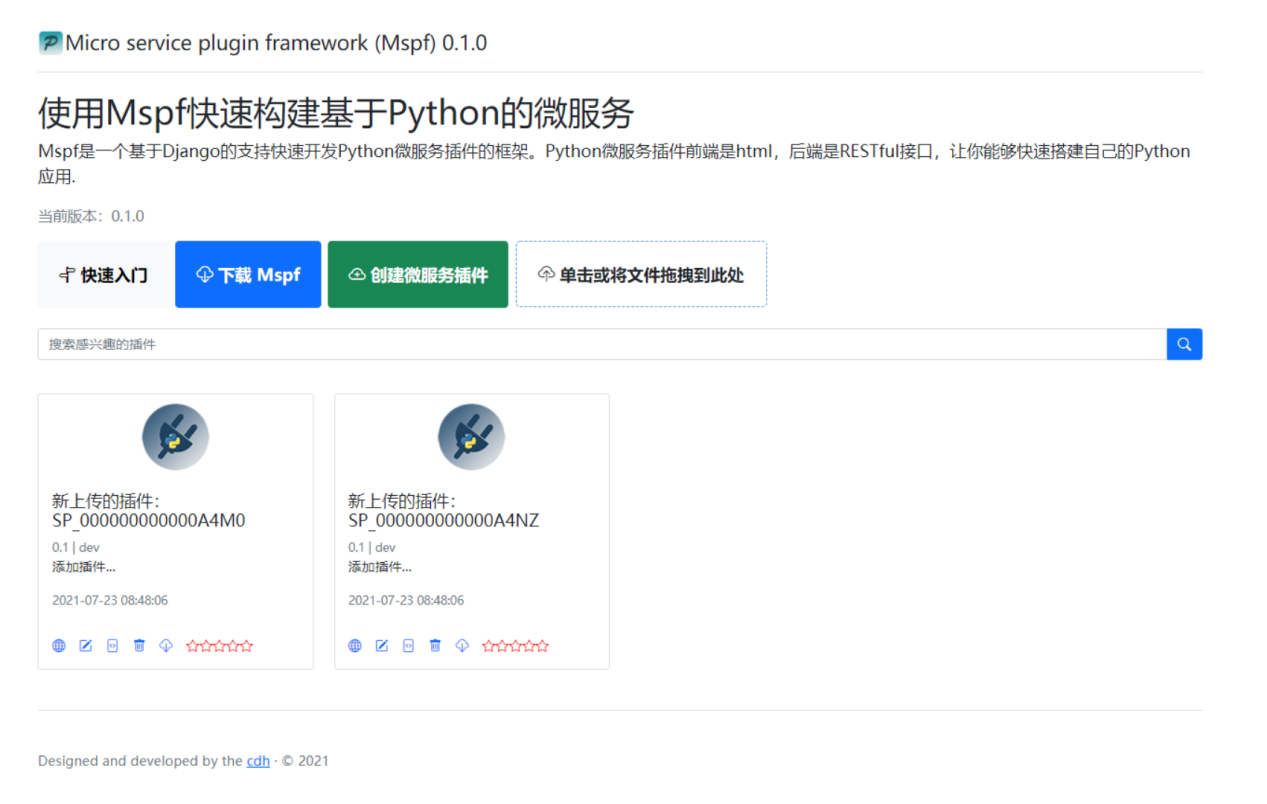 Micro service plugin framework (Mspf) 0.1.0
使用Mspf快速构建基于Python的微服务
Mspf是一个基于Django的支持快速开发Python微服务插件的框架。Python微服务插件前端是html，后端是RESTful接口，让你能够快速搭建自己的Python
应用.
当前版本：0.1.0
快速入门
下载 Mspf
创建微服务插件
单击或将文件拖拽到此处
搜索感兴趣的插件
新上传的插件：
SP_000000000000A4M0
0.1 | dev
添加插件...
2021-07-23 08:48:06
新上传的插件：
SP_000000000000A4NZ
0.1 | dev
添加插件...
2021-07-23 08:48:06
Designed and developed by the cdh · © 2021